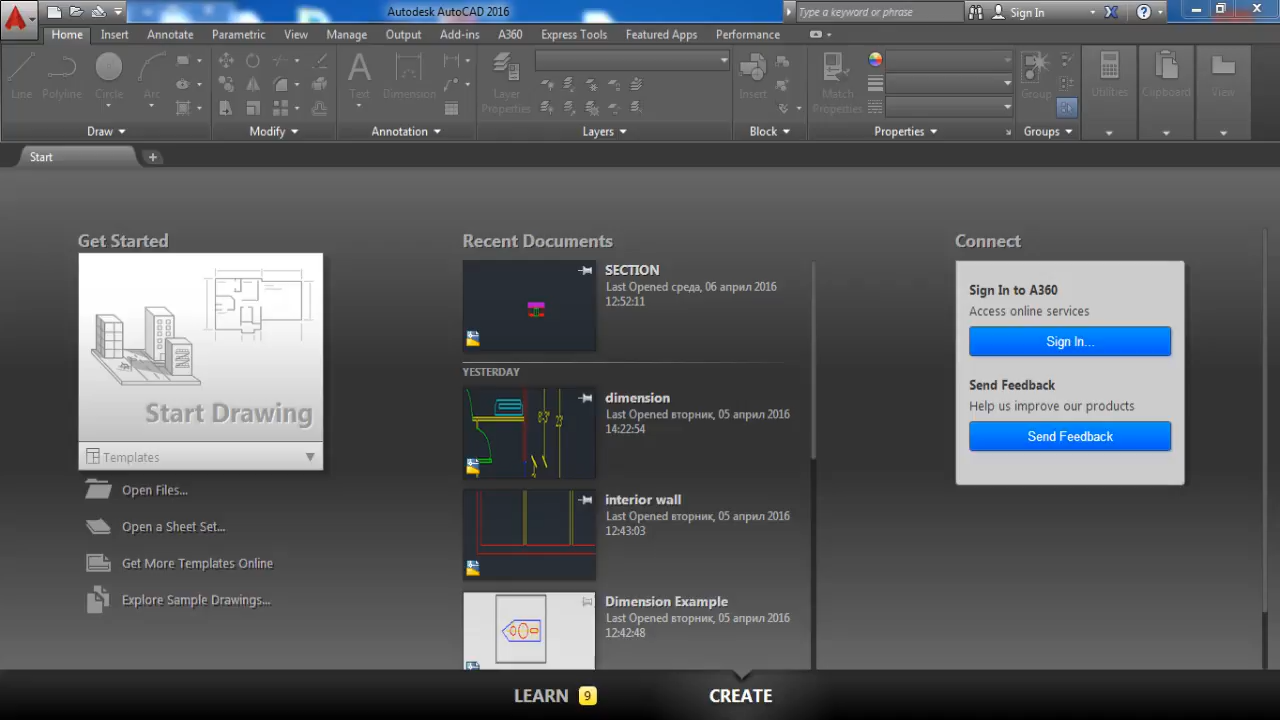 Autodesk AutoCAD 2016
Type a keyword or phrase
Sign In
Home Insert Annotate Parametric View Manage Output Add-ins A360 Express Tools Featured Apps Performance
Line Polyline Circle Arc
Text Dimension
Layer Properties
Insert
Match Properties
Group
Utilities
Clipboard
View
Draw
Modify
Annotation
Layers
Block
Properties
Groups
Start
Get Started
Start Drawing
Templates
Open Files...
Open a Sheet Set...
Get More Templates Online
Explore Sample Drawings...
Recent Documents
SECTION
Last Opened среда, 06 април 2016
12:52:11
YESTERDAY
dimension
Last Opened вторник, 05 април 2016
14:22:54
interior wall
Last Opened вторник, 05 април 2016
12:43:03
Dimension Example
Last Opened вторник, 05 април 2016
12:42:48
Connect
Sign In to A360
Access online services
Sign In...
Send Feedback
Help us improve our products
Send Feedback
LEARN 9
CREATE